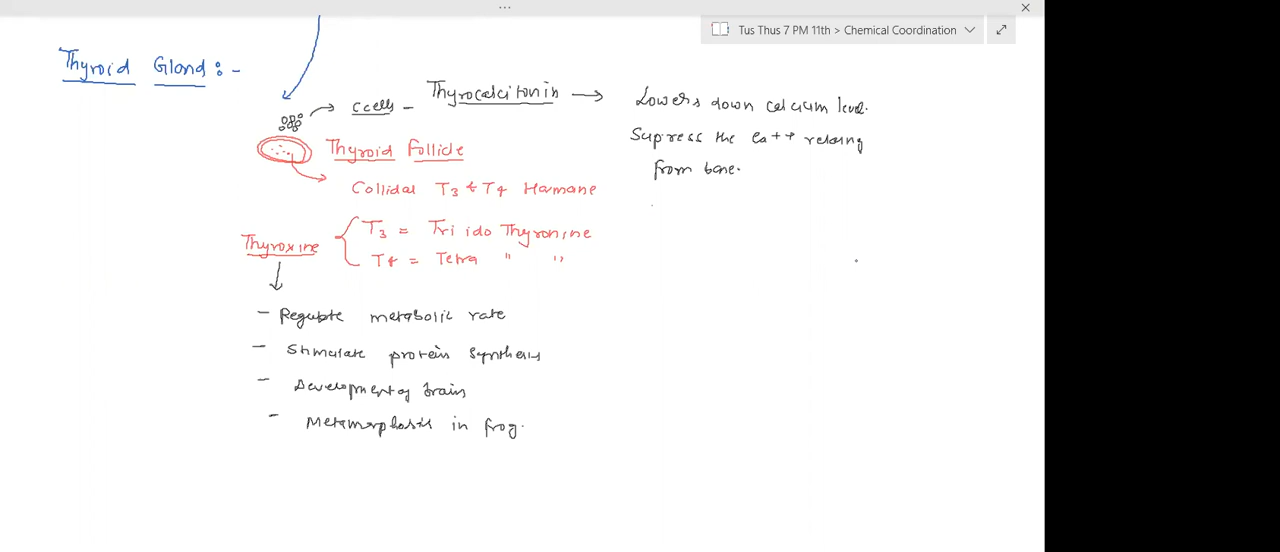 ...
Tus Thus 7 PM 11th > Chemical Coordination
Thyroid Gland :-
C cells - Thyrocalcitonin → Lowers down calcium level.
Supress the Ca++ relasing
from bone.
Thyroid Follicle
Collidal T3 & T4 Harmone
Thyroxine { T3 = Tri ido Thyronine
T4 = Tetra " "
- Regulate metabolic rate
- Stimulate protein synthesis
- Development of brain
- Metamorphosis in frog.